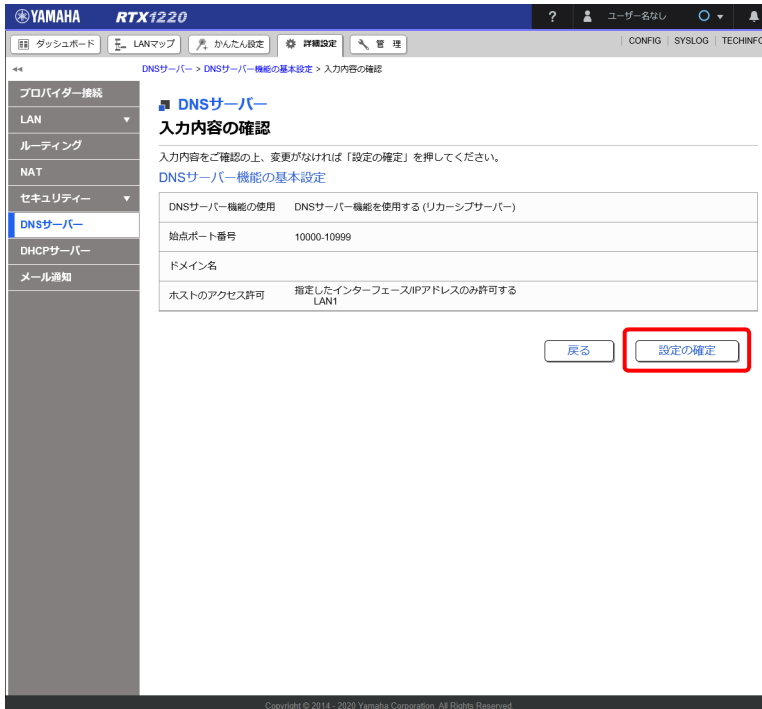 YAMAHA RTX1220 ? ユーザー名なし
ダッシュボード LANマップ かんたん設定 詳細設定 管 理 CONFIG SYSLOG TECHINFO
DNSサーバー > DNSサーバー機能の基本設定 > 入力内容の確認
プロバイダー接続
LAN
ルーティング
NAT
セキュリティー
DNSサーバー
DHCPサーバー
メール通知
DNSサーバー
入力内容の確認
入力内容をご確認の上、変更がなければ「設定の確定」を押してください。
DNSサーバー機能の基本設定
DNSサーバー機能の使用 DNSサーバー機能を使用する (リカーシブサーバー)
始点ポート番号 10000-10999
ドメイン名
ホストのアクセス許可 指定したインターフェース/IPアドレスのみ許可する
LAN1
戻る 設定の確定
Copyright © 2014 - 2020 Yamaha Corporation. All Rights Reserved.